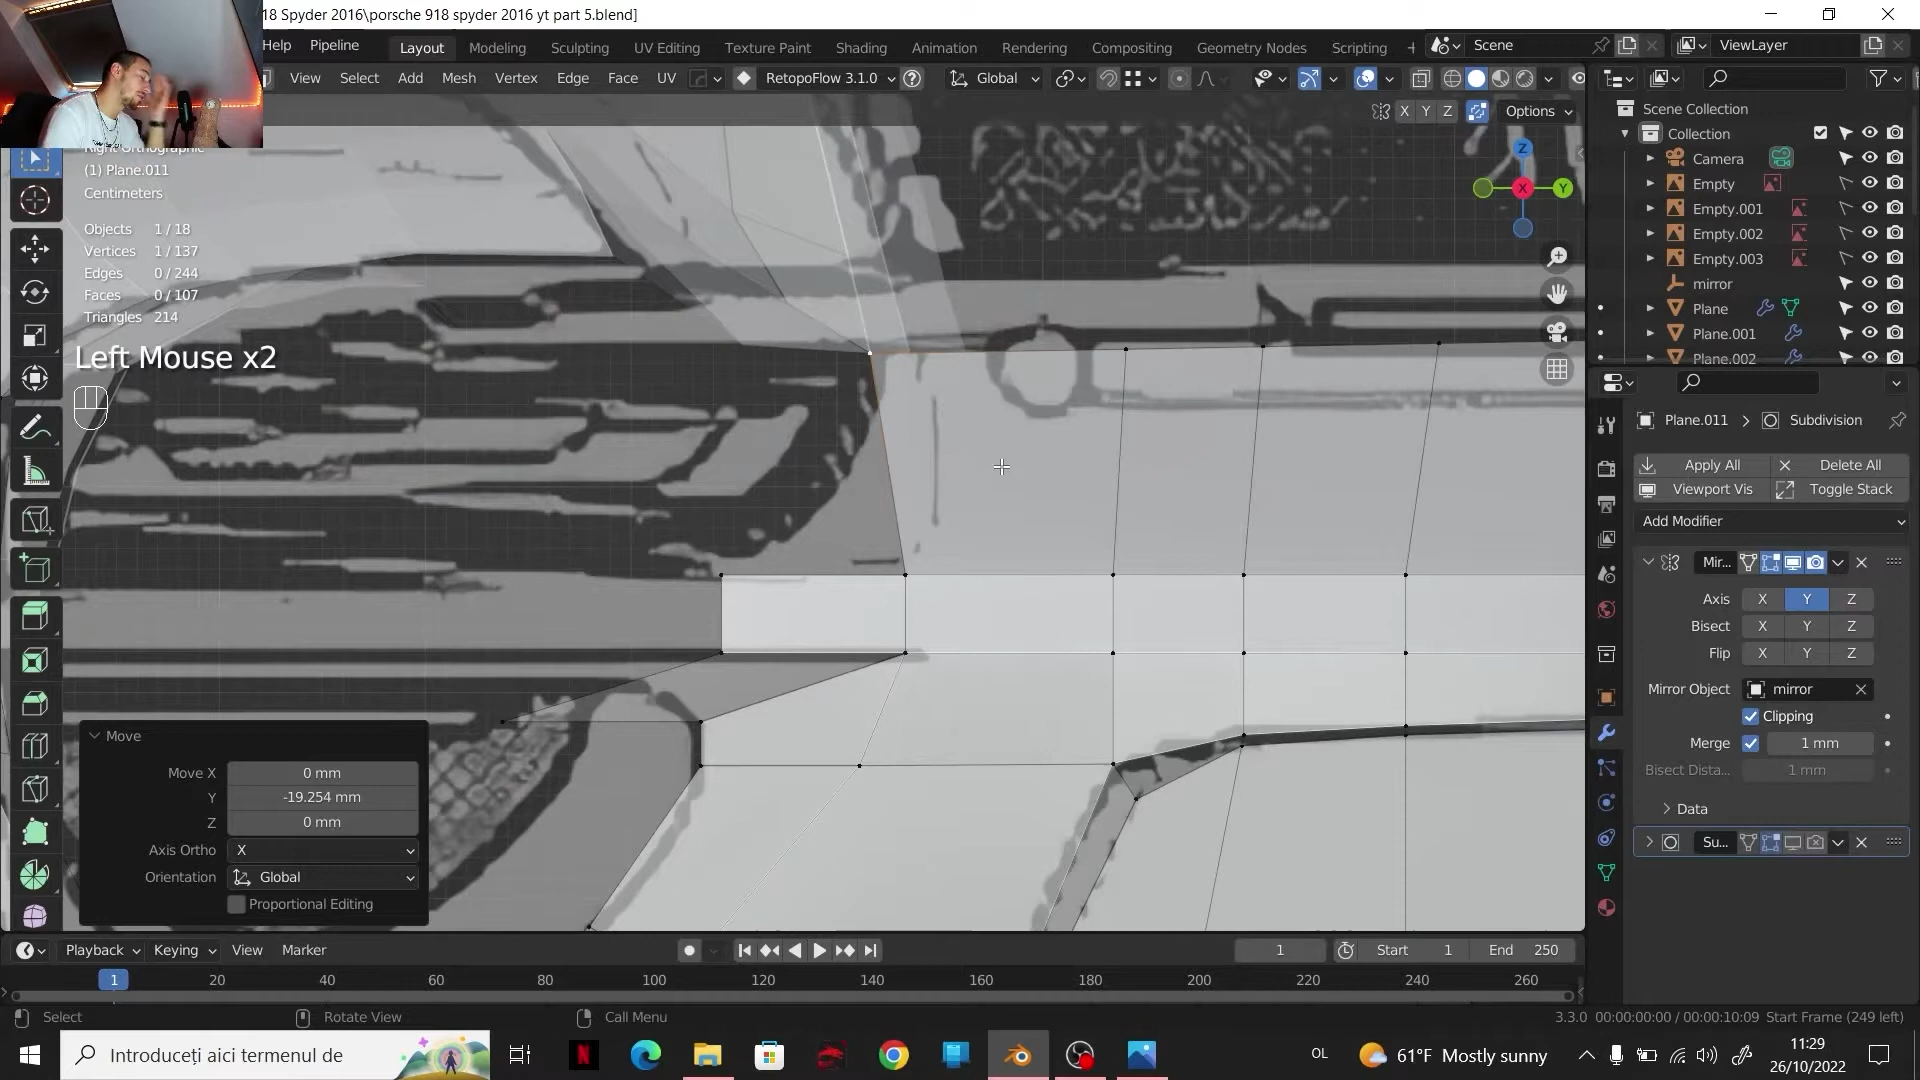 18 Spyder 2016\porsche 918 spyder 2016 yt part 5.blend]
Help Pipeline Layout Modeling Sculpting UV Editing Texture Paint Shading Animation Rendering Compositing Geometry Nodes Scripting + Scene ViewLayer
View Select Add Mesh Vertex Edge Face UV RetopoFlow 3.1.0 Global
X Y Z Options
Right Orthographic
(1) Plane.011
Centimeters
Objects 1 / 18
Vertices 1 / 137
Edges 0 / 244
Faces 0 / 107
Triangles 214
Left Mouse x2
Z
X
Y
Move
Move X 0 mm
Y -19.254 mm
Z 0 mm
Axis Ortho X
Orientation Global
Proportional Editing
Scene Collection
Collection
Camera
Empty
Empty.001
Empty.002
Empty.003
mirror
Plane
Plane.001
Plane.002
Plane.011 > Subdivision
Apply All Delete All
Viewport Vis Toggle Stack
Add Modifier
Mir...
Axis X Y Z
Bisect X Y Z
Flip X Y Z
Mirror Object mirror
Clipping
Merge 1 mm
Bisect Dista... 1 mm
Data
Su...
Playback Keying View Marker 1 Start 1 End 250
1 20 40 60 80 100 120 140 160 180 200 220 240 260
Select Rotate View Call Menu 3.3.0 00:00:00:00 / 00:00:10:09 Start Frame (249 left)
Introduceți aici termenul de
OL 61°F Mostly sunny 11:29
26/10/2022